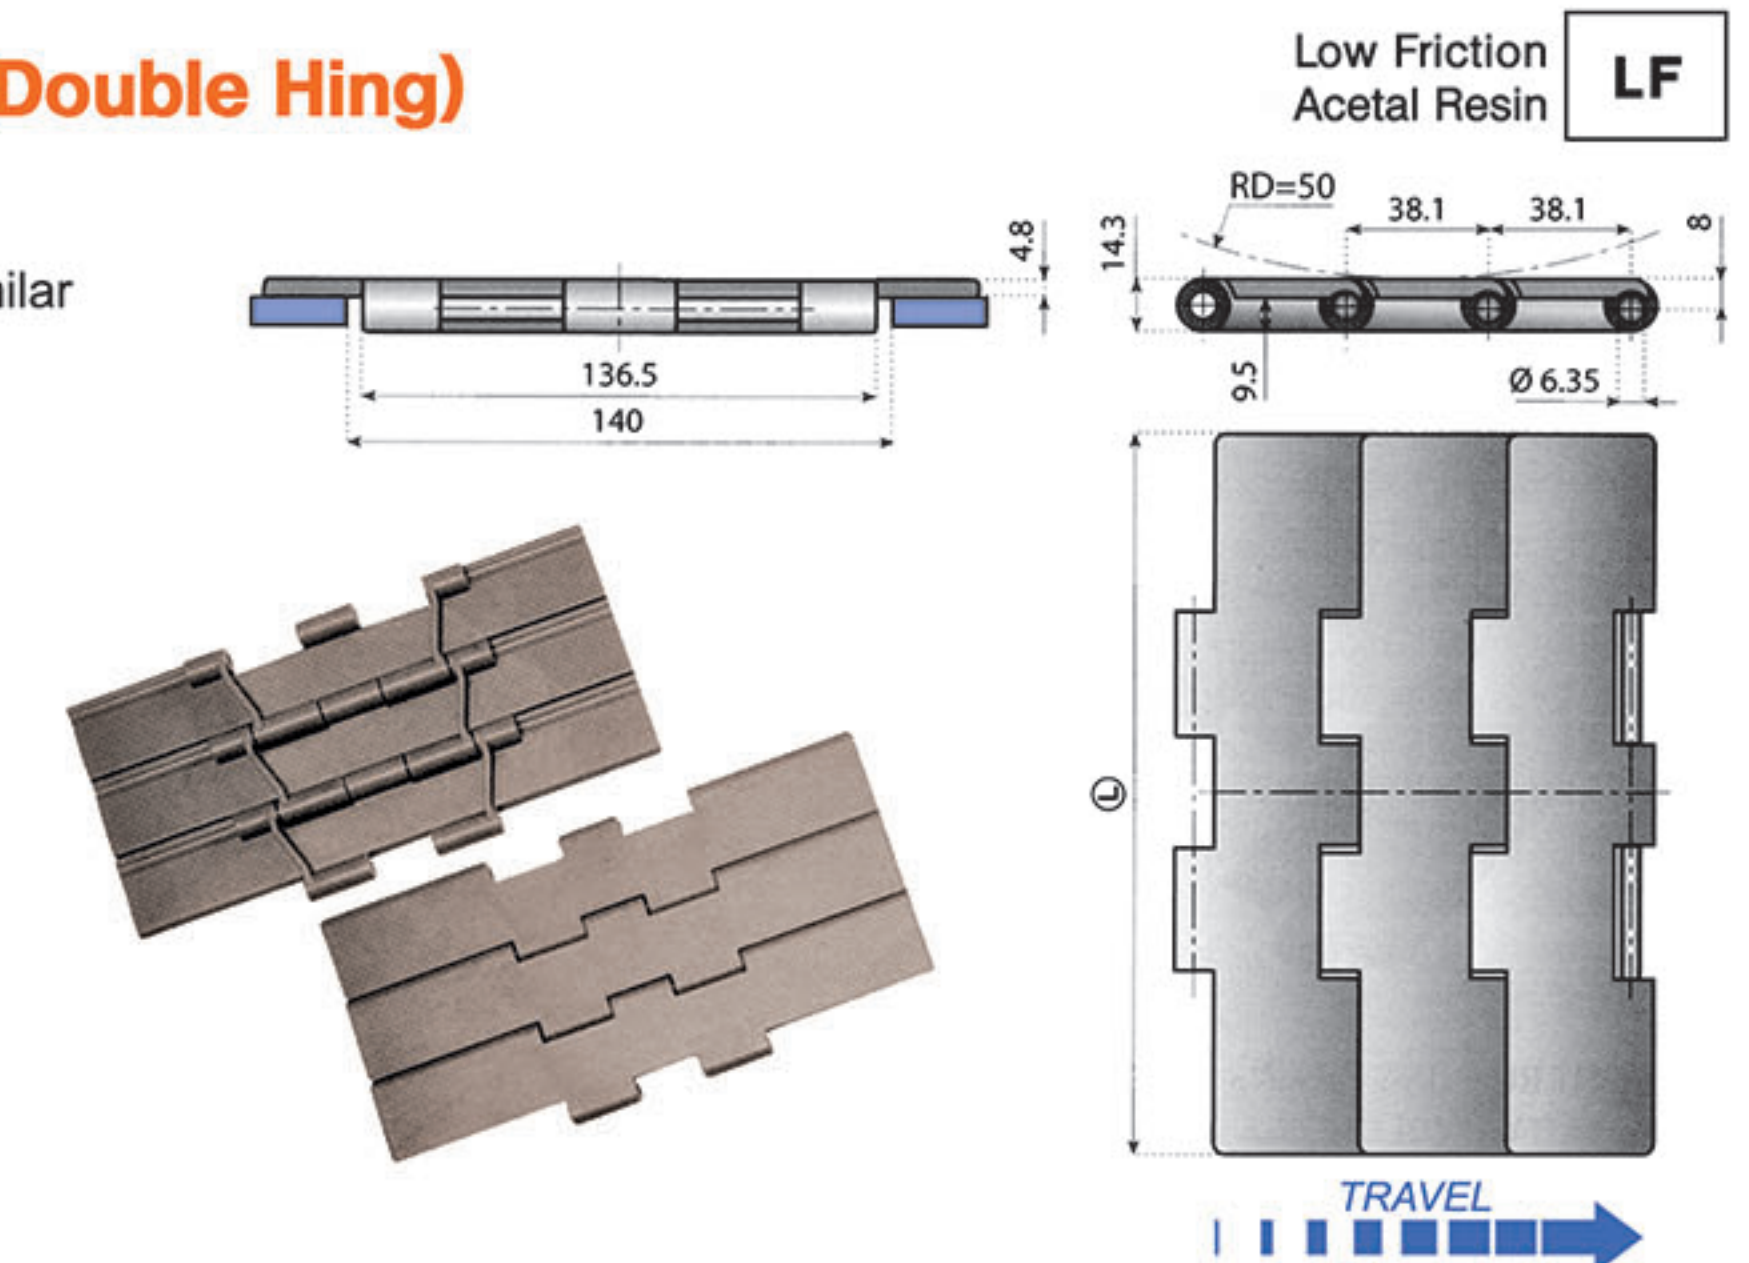 Double Hing)
Low Friction
Acetal Resin
LF
RD=50
38.1
38.1
8
14.3
4.8
9.5
Ø 6.35
136.5
140
L
TRAVEL